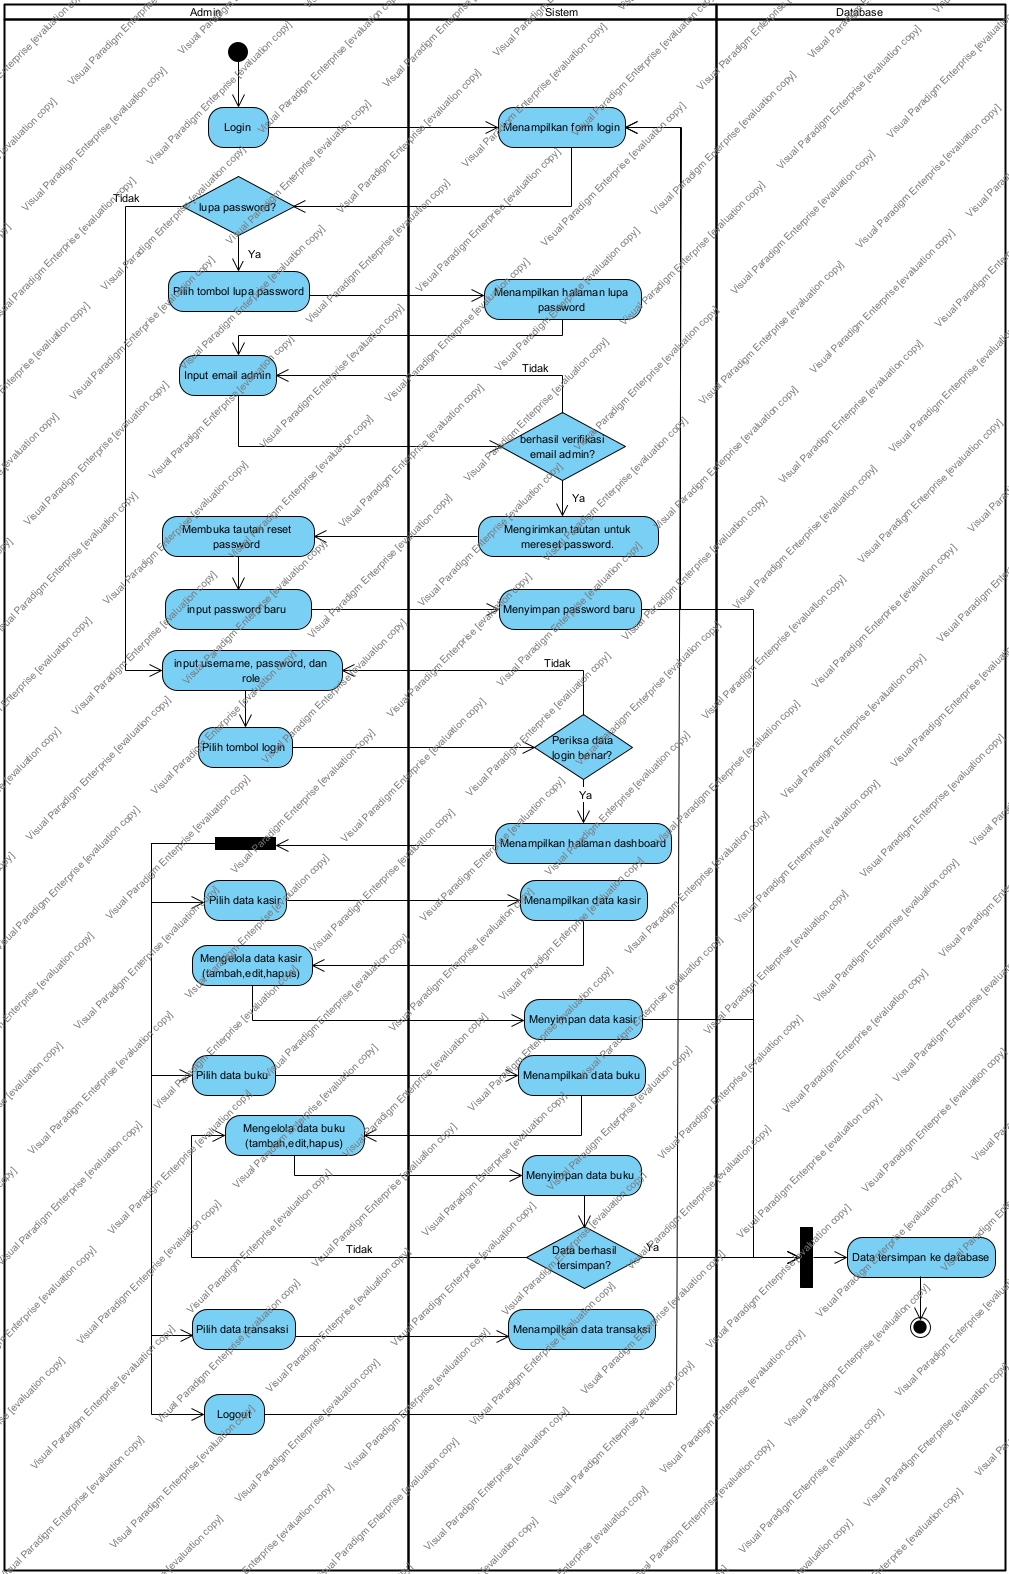 Admin
Sistem
Database
Login
Menampilkan form login
lupa password?
Tidak
Ya
Pilih tombol lupa password
Menampilkan halaman lupa
password
Input email admin
Tidak
berhasil verifikasi
email admin?
Ya
Membuka tautan reset
password
Mengirimkan tautan untuk
mereset password.
input password baru
Menyimpan password baru
input username, password, dan
role
Tidak
Pilih tombol login
Periksa data
login benar?
Ya
Menampilkan halaman dashboard
Pilih data kasir
Menampilkan data kasir
Mengelola data kasir
(tambah,edit,hapus)
Menyimpan data kasir
Pilih data buku
Menampilkan data buku
Mengelola data buku
(tambah,edit,hapus)
Menyimpan data buku
Tidak
Data berhasil
tersimpan?
Ya
Data tersimpan ke database
Pilih data transaksi
Menampilkan data transaksi
Logout
Visual Paradigm Enterprise [evaluation copy]